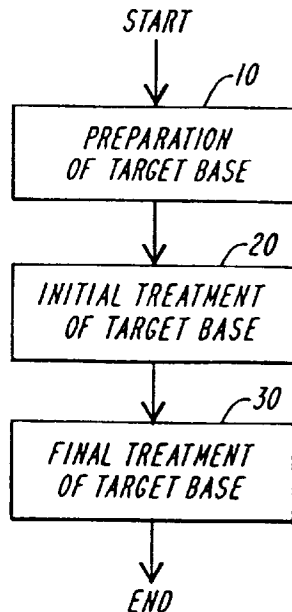 START
10
PREPARATION
OF TARGET BASE
20
INITIAL TREATMENT
OF TARGET BASE
30
FINAL TREATMENT
OF TARGET BASE
END